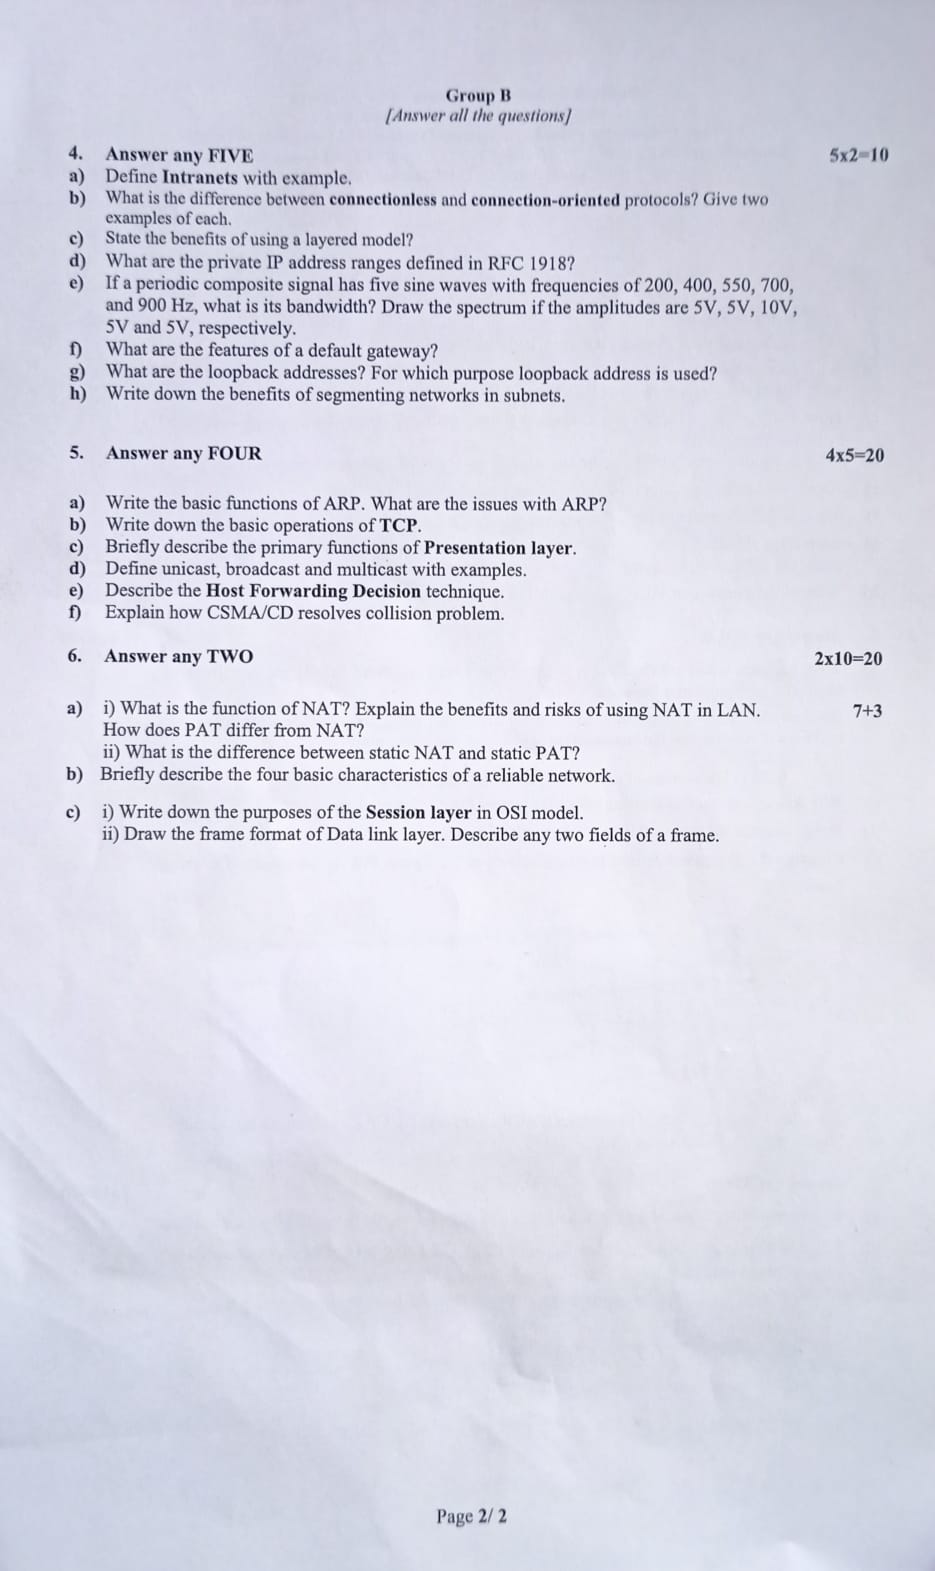 Group B
[Answer all the questions]
4. Answer any FIVE 5x2=10
a) Define Intranets with example.
b) What is the difference between connectionless and connection-oriented protocols? Give two
examples of each.
c) State the benefits of using a layered model?
d) What are the private IP address ranges defined in RFC 1918?
e) If a periodic composite signal has five sine waves with frequencies of 200, 400, 550, 700,
and 900 Hz, what is its bandwidth? Draw the spectrum if the amplitudes are 5V, 5V, 10V,
5V and 5V, respectively.
f) What are the features of a default gateway?
g) What are the loopback addresses? For which purpose loopback address is used?
h) Write down the benefits of segmenting networks in subnets.
5. Answer any FOUR 4x5=20
a) Write the basic functions of ARP. What are the issues with ARP?
b) Write down the basic operations of TCP.
c) Briefly describe the primary functions of Presentation layer.
d) Define unicast, broadcast and multicast with examples.
e) Describe the Host Forwarding Decision technique.
f) Explain how CSMA/CD resolves collision problem.
6. Answer any TWO 2x10=20
a) i) What is the function of NAT? Explain the benefits and risks of using NAT in LAN. 7+3
How does PAT differ from NAT?
ii) What is the difference between static NAT and static PAT?
b) Briefly describe the four basic characteristics of a reliable network.
c) i) Write down the purposes of the Session layer in OSI model.
ii) Draw the frame format of Data link layer. Describe any two fields of a frame.
Page 2/ 2